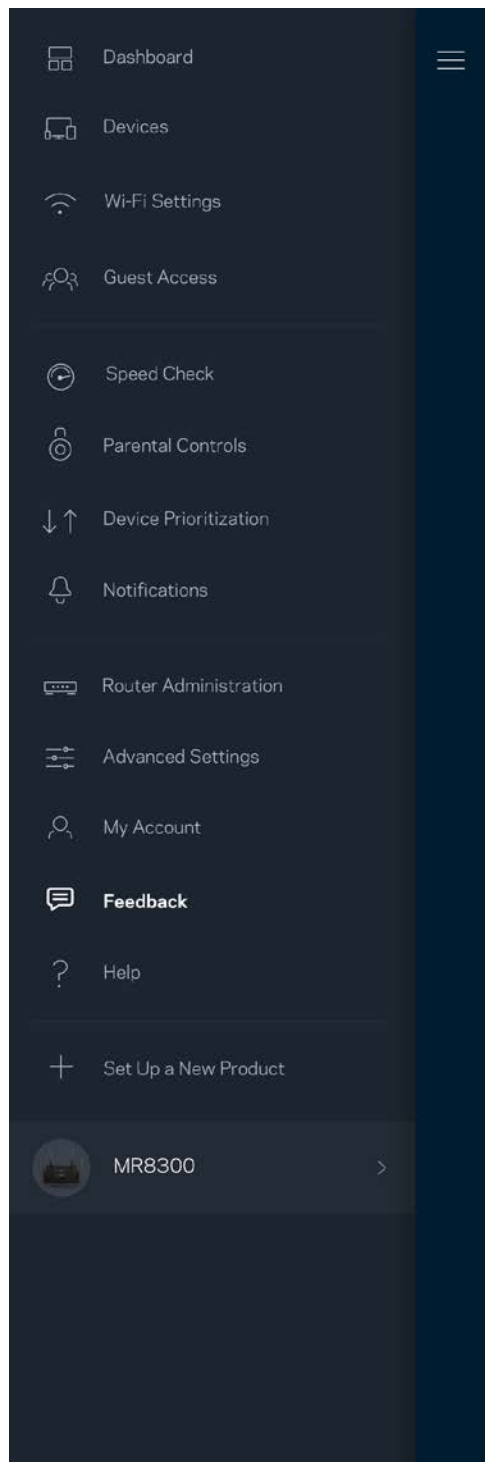 Dashboard
Devices
Wi-Fi Settings
Guest Access
Speed Check
Parental Controls
Device Prioritization
Notifications
Router Administration
Advanced Settings
My Account
Feedback
Help
Set Up a New Product
MR8300